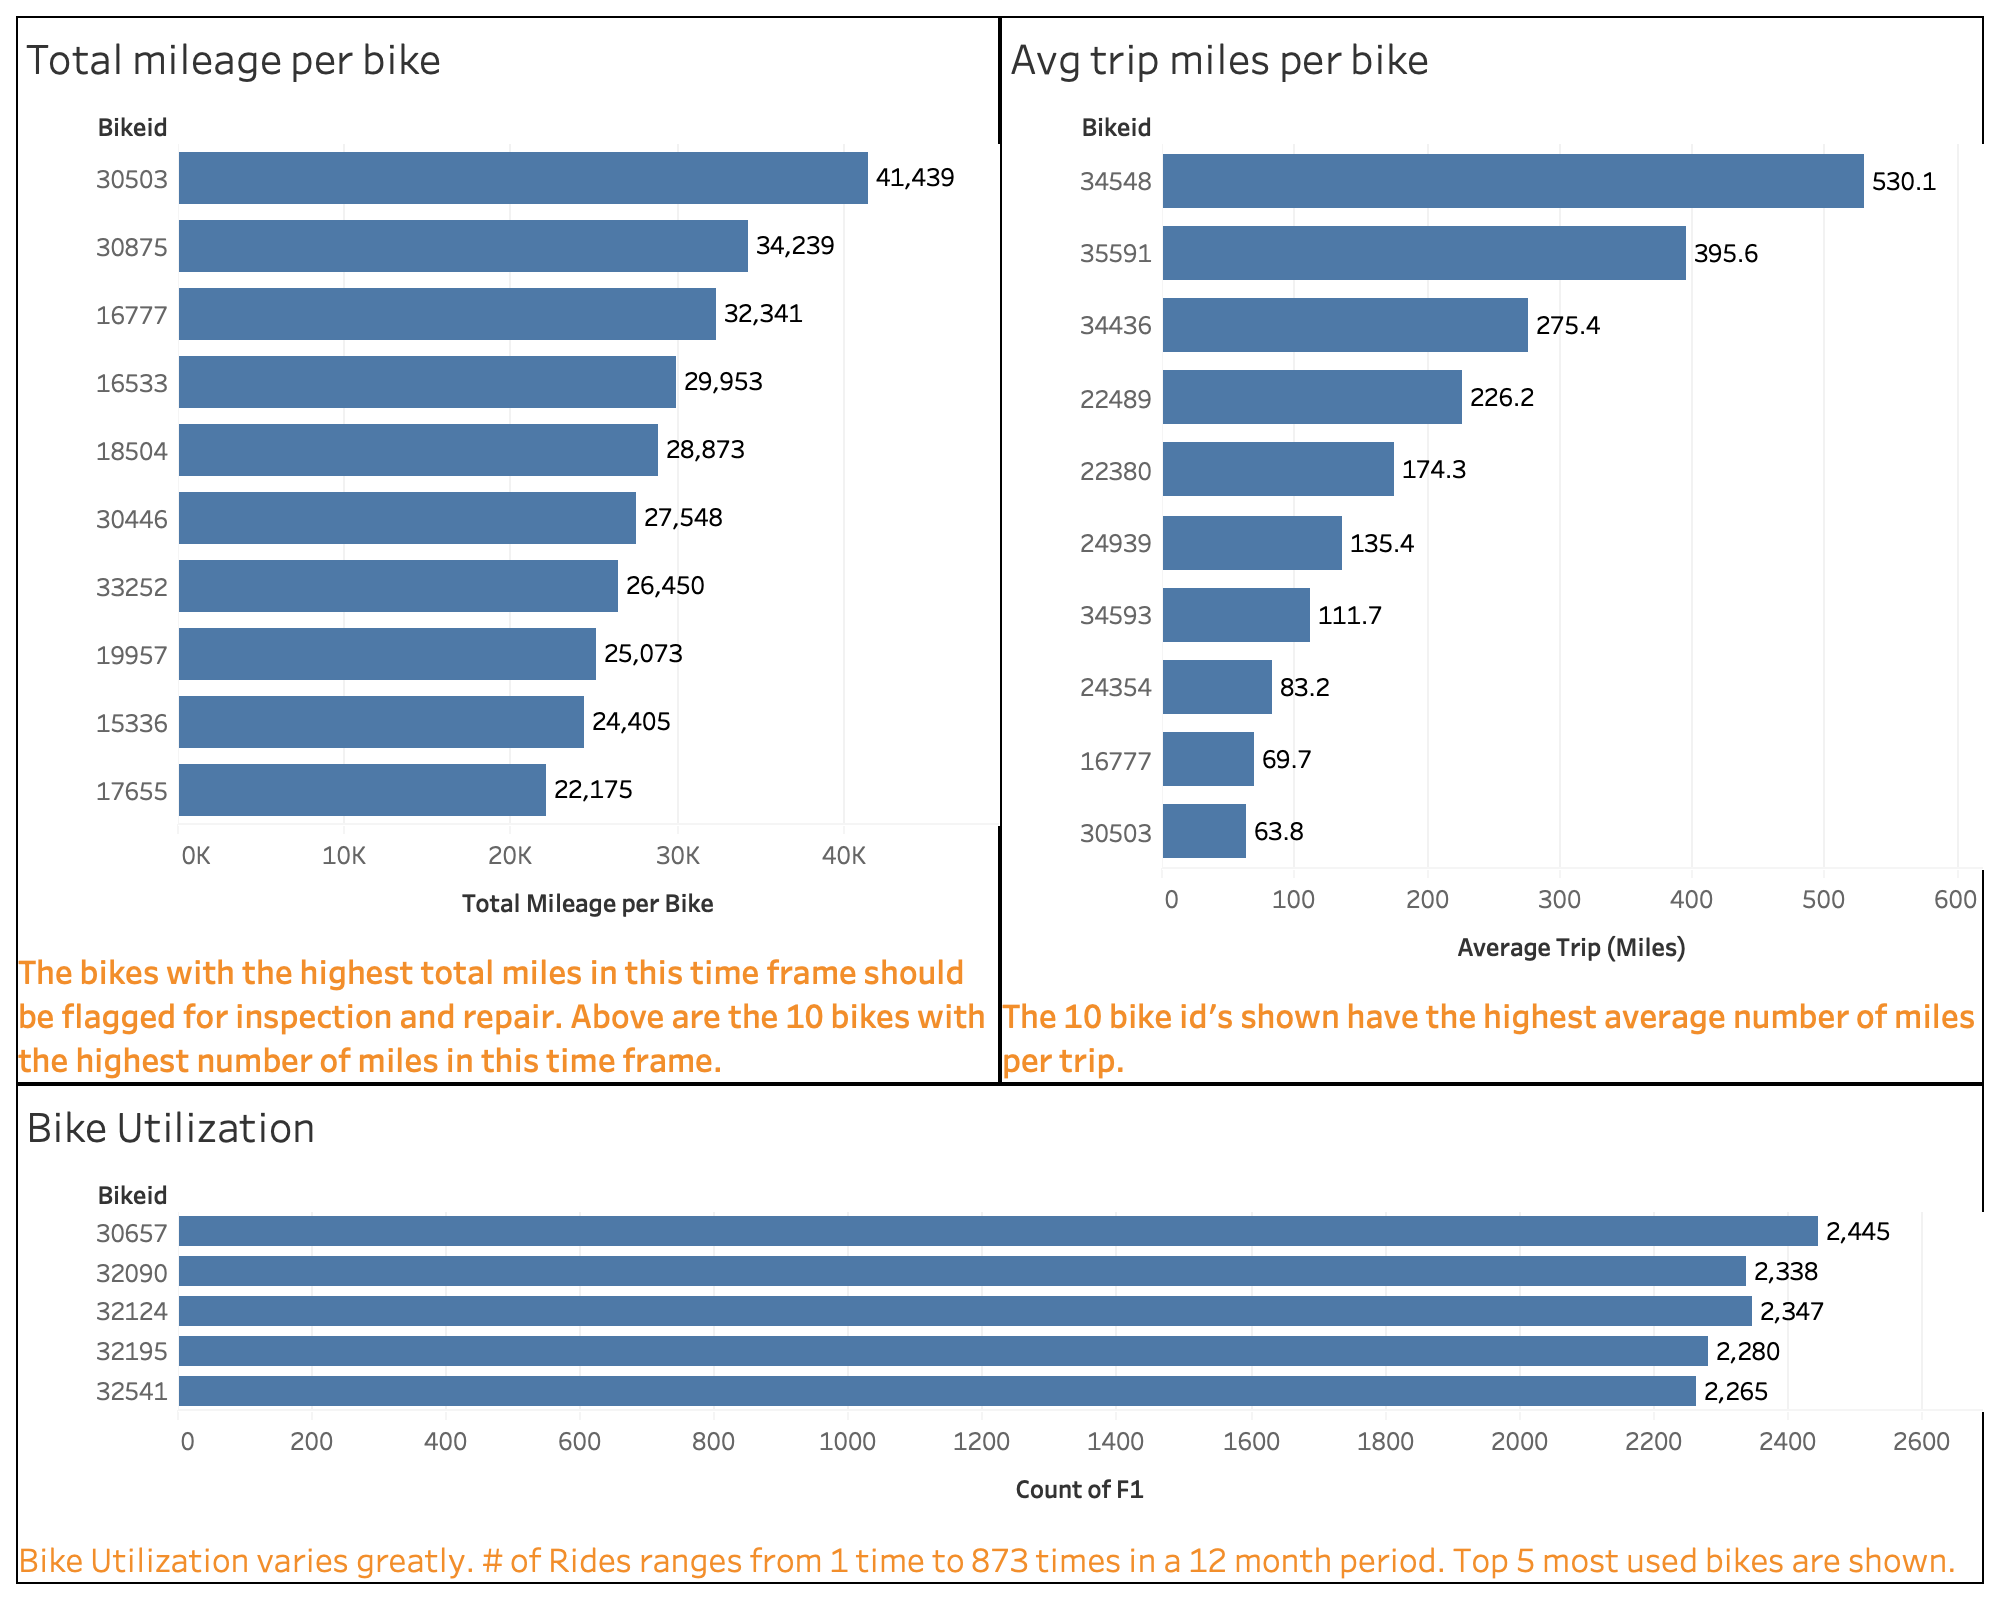 Total mileage per bike
Bikeid
30503 41,439
30875 34,239
16777 32,341
16533 29,953
18504 28,873
30446 27,548
33252 26,450
19957 25,073
15336 24,405
17655 22,175
0K 10K 20K 30K 40K
Total Mileage per Bike
The bikes with the highest total miles in this time frame should
be flagged for inspection and repair. Above are the 10 bikes with
the highest number of miles in this time frame.
Avg trip miles per bike
Bikeid
34548 530.1
35591 395.6
34436 275.4
22489 226.2
22380 174.3
24939 135.4
34593 111.7
24354 83.2
16777 69.7
30503 63.8
0 100 200 300 400 500 600
Average Trip (Miles)
The 10 bike id’s shown have the highest average number of miles
per trip.
Bike Utilization
Bikeid
30657 2,445
32090 2,338
32124 2,347
32195 2,280
32541 2,265
0 200 400 600 800 1000 1200 1400 1600 1800 2000 2200 2400 2600
Count of F1
Bike Utilization varies greatly. # of Rides ranges from 1 time to 873 times in a 12 month period. Top 5 most used bikes are shown.